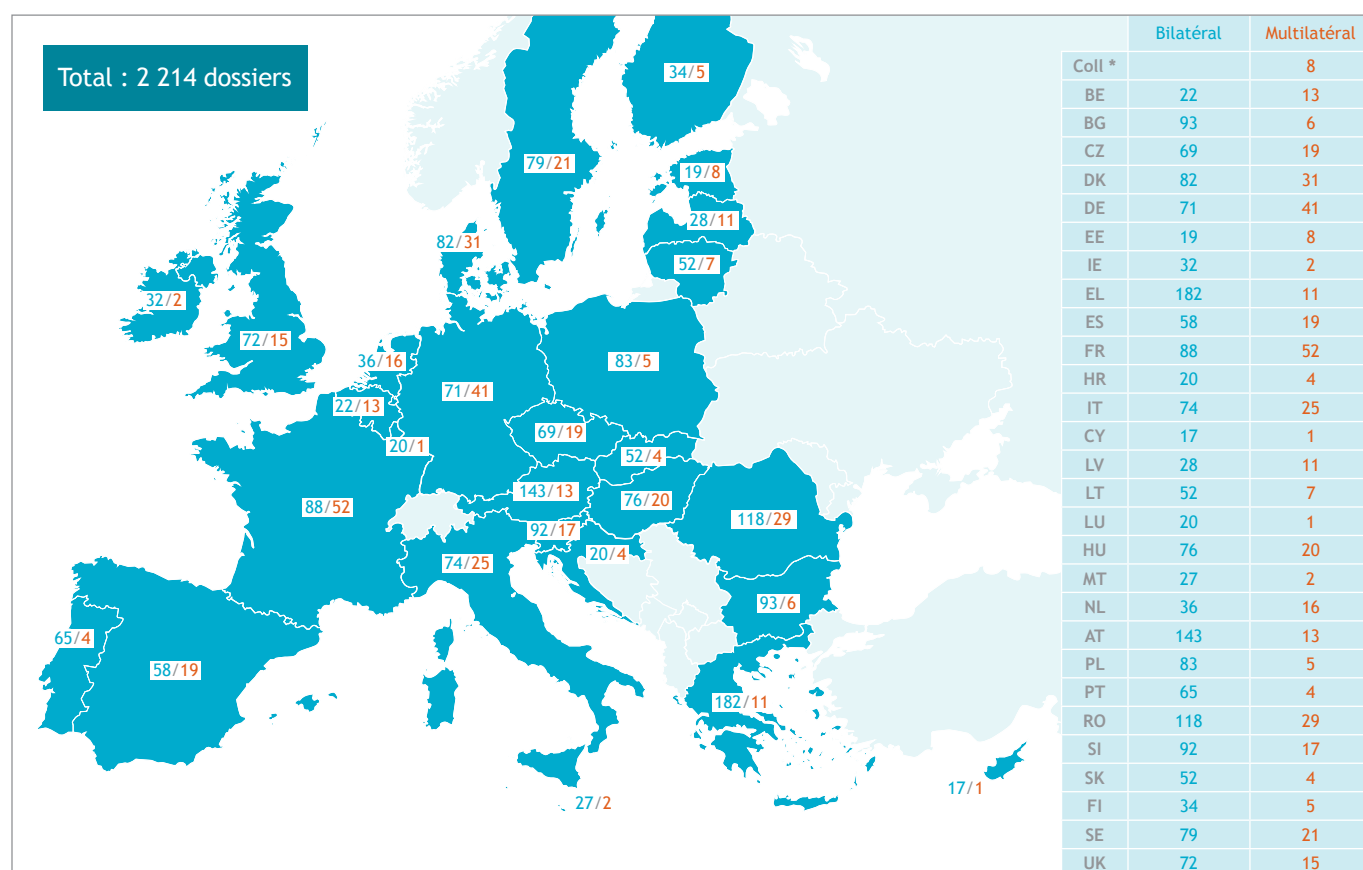 Total : 2 214 dossiers
34/5
79/21
19/8
28/11
82/31
52/7
32/2
72/15
36/16
83/5
71/41
22/13
69/19
20/1
52/4
143/13
76/20
88/52
118/29
92/17
20/4
74/25
93/6
65/4
58/19
182/11
17/1
27/2
Bilatéral Multilatéral
Coll * 8
BE 22 13
BG 93 6
CZ 69 19
DK 82 31
DE 71 41
EE 19 8
IE 32 2
EL 182 11
ES 58 19
FR 88 52
HR 20 4
IT 74 25
CY 17 1
LV 28 11
LT 52 7
LU 20 1
HU 76 20
MT 27 2
NL 36 16
AT 143 13
PL 83 5
PT 65 4
RO 118 29
SI 92 17
SK 52 4
FI 34 5
SE 79 21
UK 72 15